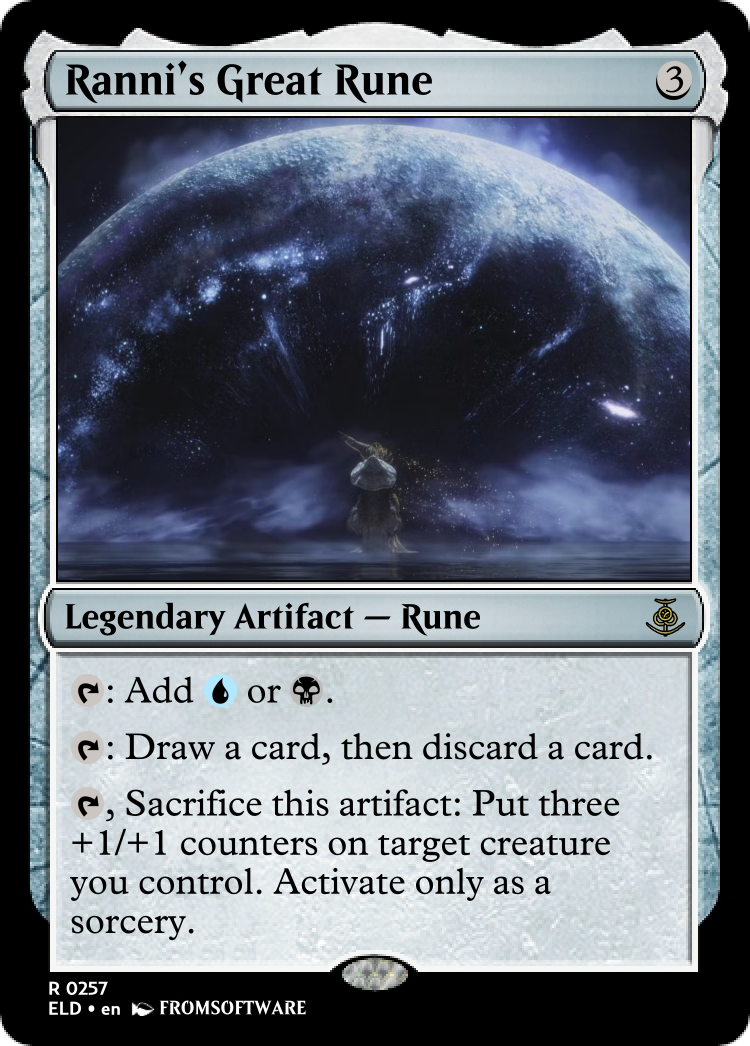 Ranni's Great Rune 3
Legendary Artifact — Rune
: Add or .
: Draw a card, then discard a card.
, Sacrifice this artifact: Put three
+1/+1 counters on target creature
you control. Activate only as a
sorcery.
R 0257
ELD • en FROMSOFTWARE